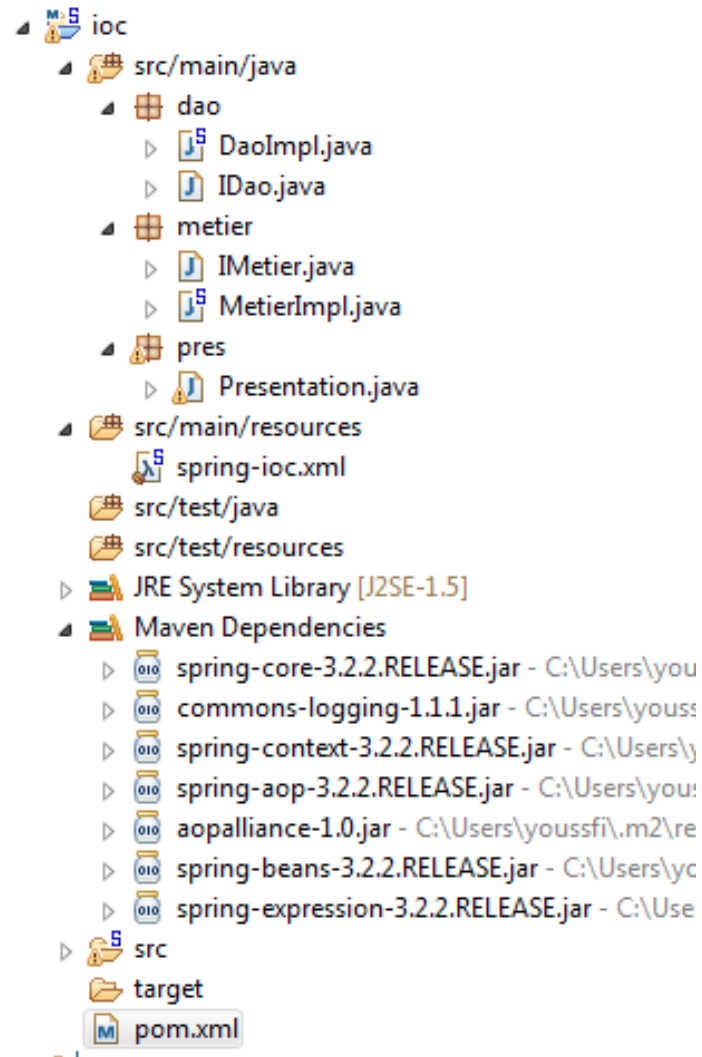 ioc
src/main/java
dao
DaoImpl.java
IDao.java
metier
IMetier.java
MetierImpl.java
pres
Presentation.java
src/main/resources
spring-ioc.xml
src/test/java
src/test/resources
JRE System Library [J2SE-1.5]
Maven Dependencies
spring-core-3.2.2.RELEASE.jar - C:\Users\you
commons-logging-1.1.1.jar - C:\Users\youss
spring-context-3.2.2.RELEASE.jar - C:\Users\y
spring-aop-3.2.2.RELEASE.jar - C:\Users\yous
aopalliance-1.0.jar - C:\Users\youssfi\.m2\re
spring-beans-3.2.2.RELEASE.jar - C:\Users\yo
spring-expression-3.2.2.RELEASE.jar - C:\Use
src
target
pom.xml